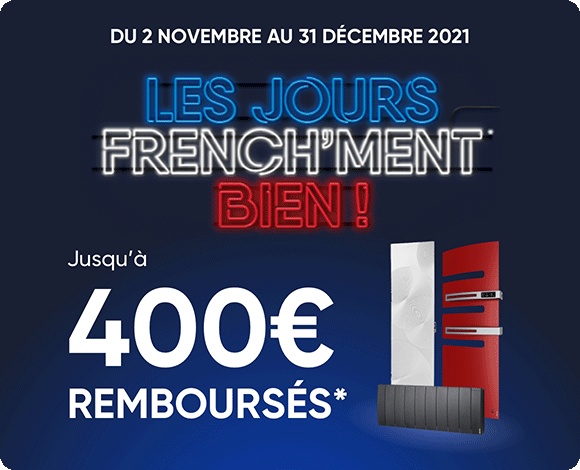 DU 2 NOVEMBRE AU 31 DÉCEMBRE 2021
LES JOURS
FRENCH'MENT*
BIEN !
Jusqu'à
400€
REMBOURSÉS*